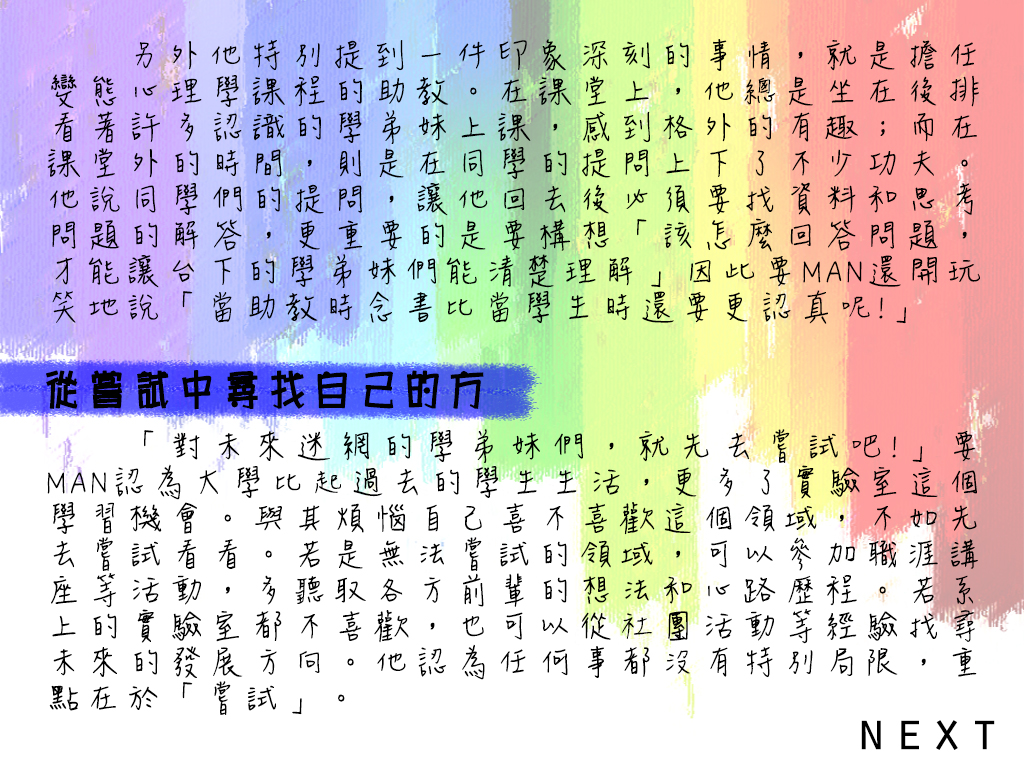 另外他特別提到一件印象深刻的事情，就是擔任
變態心理學課程的助教。在課堂上，他總是坐在後排
看著許多認識的學弟妹上課，感到格外的有趣；而在
課堂外的時間，則是在同學的提問上下了不少功夫。
他說同學們的提問，讓他回去後必須要找資料和思考
問題的解答，更重要的是要構想「該怎麼回答問題，
才能讓台下的學弟妹們能清楚理解」因此要MAN還開玩
笑地說「當助教時念書比當學生時還要更認真呢!」
從嘗試中尋找自己的方
「對未來迷網的學弟妹們，就先去嘗試吧!」要
MAN認為大學比起過去的學生生活，更多了實驗室這個
學習機會。與其煩惱自己喜不喜歡這個領域，不如先
去嘗試看看。若是無法嘗試的領域，可以參加職涯講
座等活動，多聽取各方前輩的想法和心路歷程。若系
上的實驗室都不喜歡，也可以從社團活動等經驗找尋
未來的發展方向。他認為任何事都沒有特別局限，重
點在於「嘗試」。
NEXT